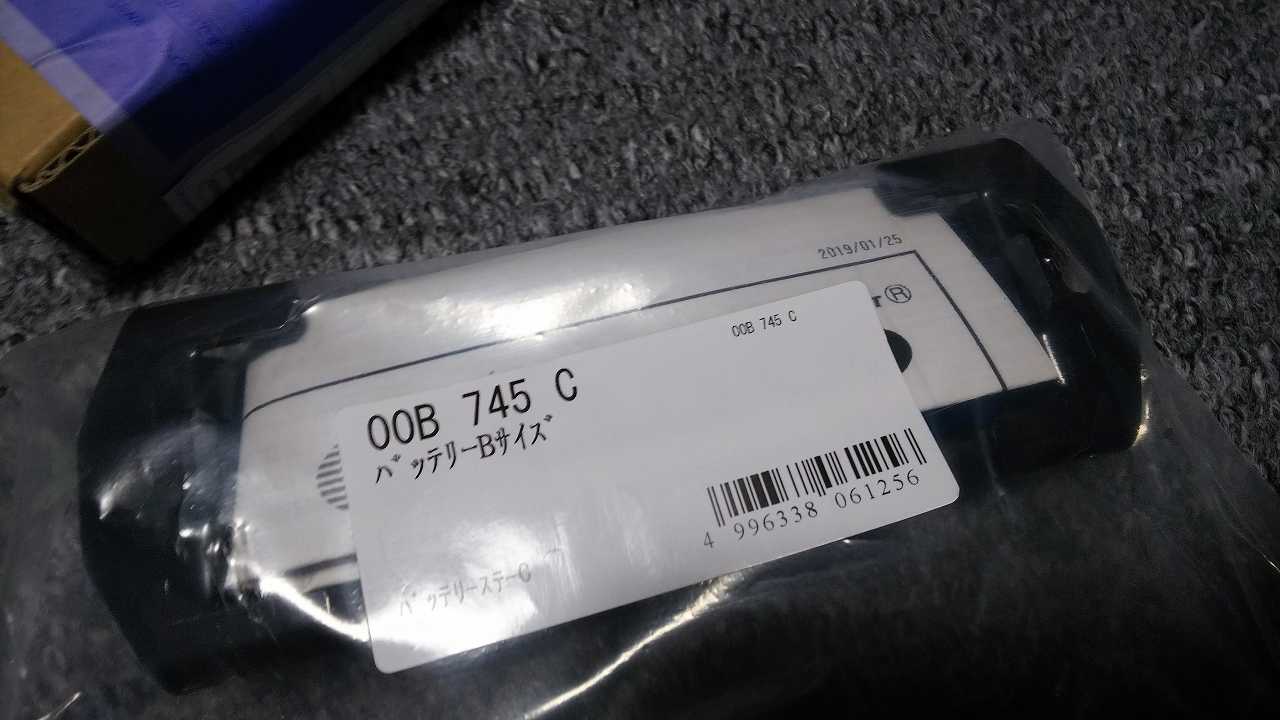 2019/01/25
r®
00B 745 C
00B 745 C
ﾊﾞｯﾃﾘｰBｻｲｽﾞ
4 996338 061256
ﾊﾞｯﾃﾘｰｽﾃｰC